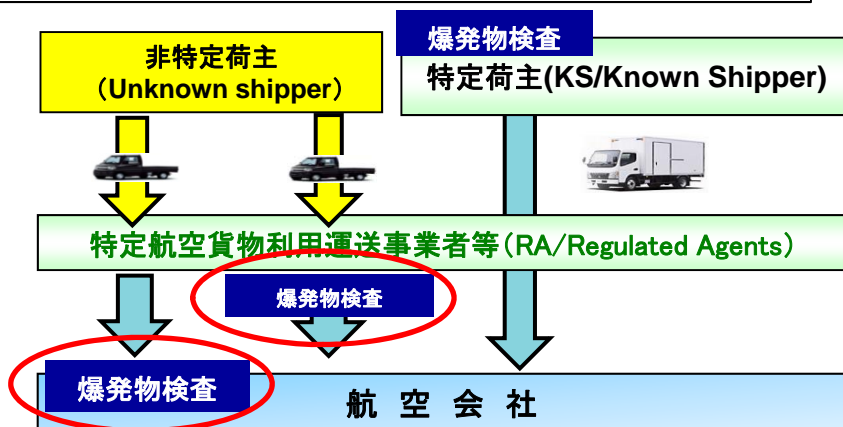 爆発物検査
非特定荷主
（Unknown shipper）
特定荷主(KS/Known Shipper)
特定航空貨物利用運送事業者等（RA/Regulated Agents）
爆発物検査
爆発物検査
航空会社